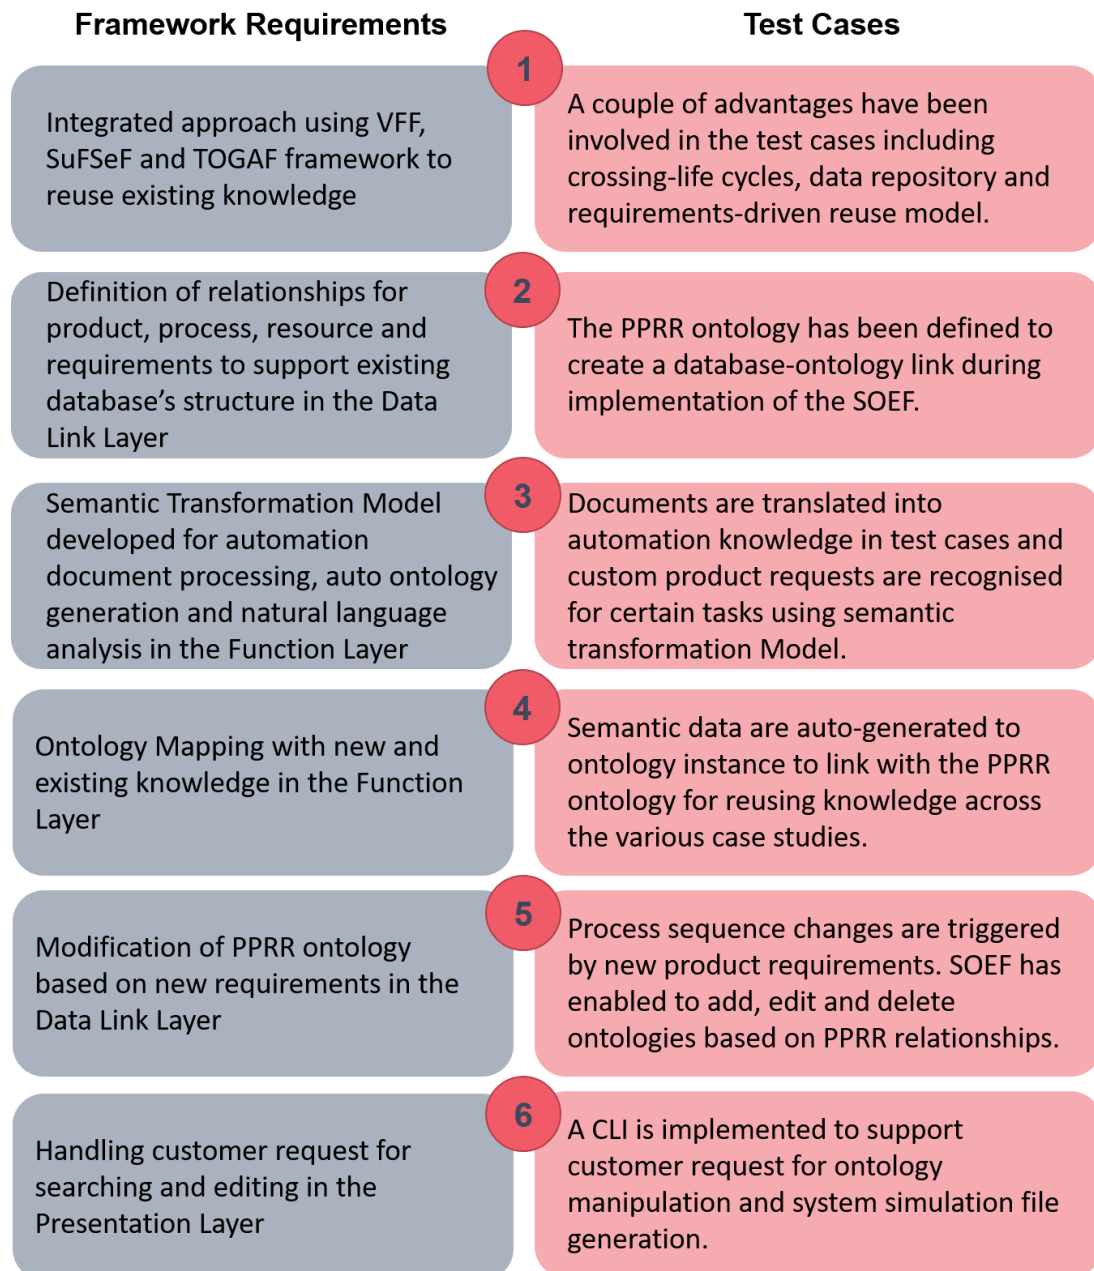 Framework Requirements
Test Cases
1
Integrated approach using VFF,
SuFSeF and TOGAF framework to
reuse existing knowledge
A couple of advantages have been
involved in the test cases including
crossing-life cycles, data repository and
requirements-driven reuse model.
2
Definition of relationships for
product, process, resource and
requirements to support existing
database’s structure in the Data
Link Layer
The PPRR ontology has been defined to
create a database-ontology link during
implementation of the SOEF.
3
Semantic Transformation Model
developed for automation
document processing, auto ontology
generation and natural language
analysis in the Function Layer
Documents are translated into
automation knowledge in test cases and
custom product requests are recognised
for certain tasks using semantic
transformation Model.
4
Ontology Mapping with new and
existing knowledge in the Function
Layer
Semantic data are auto-generated to
ontology instance to link with the PPRR
ontology for reusing knowledge across
the various case studies.
5
Modification of PPRR ontology
based on new requirements in the
Data Link Layer
Process sequence changes are triggered
by new product requirements. SOEF has
enabled to add, edit and delete
ontologies based on PPRR relationships.
6
Handling customer request for
searching and editing in the
Presentation Layer
A CLI is implemented to support
customer request for ontology
manipulation and system simulation file
generation.